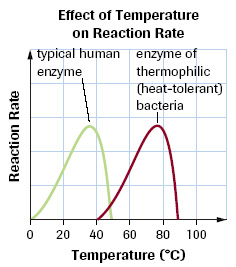 Effect of Temperature
on Reaction Rate
typical human
enzyme
enzyme of
thermophilic
(heat-tolerant)
bacteria
Reaction Rate
0 20 40 60 80 100
Temperature (°C)